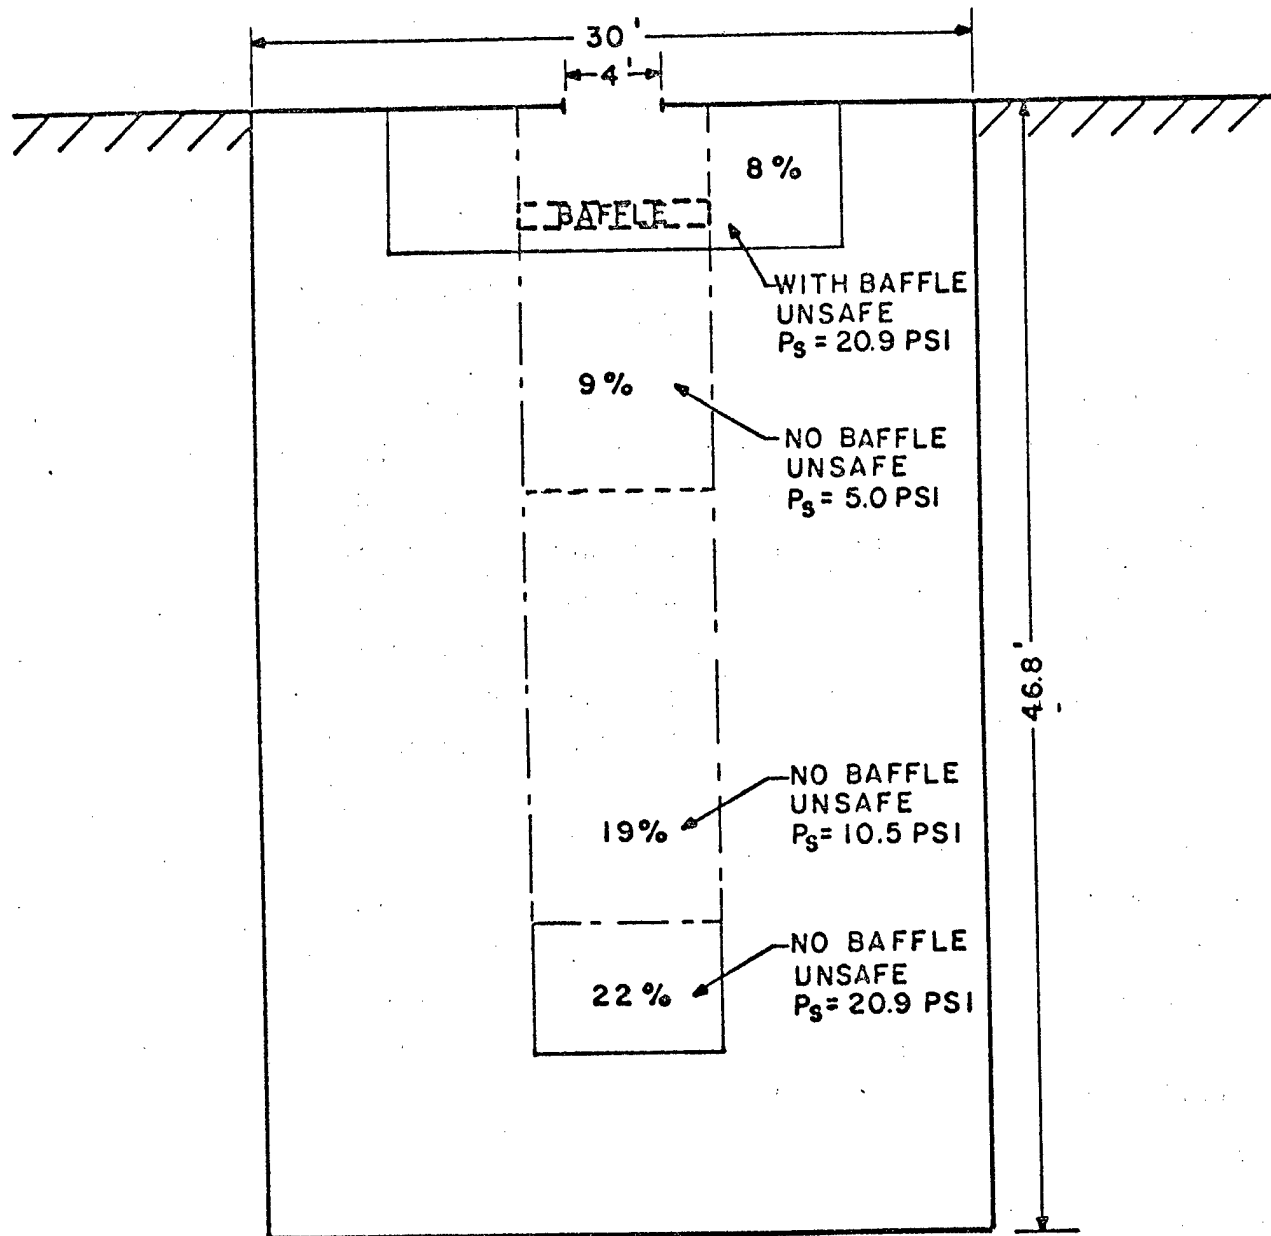 30'
4'
8%
BAFFLE
WITH BAFFLE
UNSAFE
Ps = 20.9 PSI
9%
NO BAFFLE
UNSAFE
Ps = 5.0 PSI
46.8'
NO BAFFLE
UNSAFE
Ps = 10.5 PSI
19%
NO BAFFLE
UNSAFE
Ps = 20.9 PSI
22%